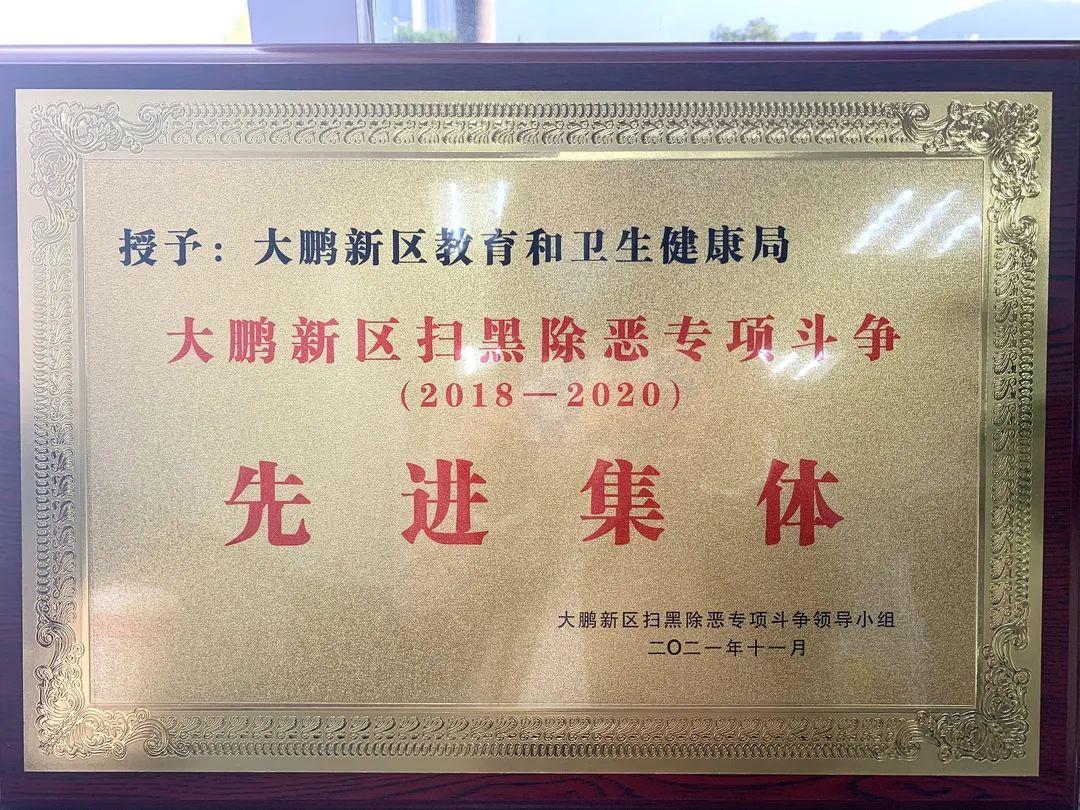 授予：大鹏新区教育和卫生健康局
大鹏新区扫黑除恶专项斗争
（2018—2020）
先进集体
大鹏新区扫黑除恶专项斗争领导小组
二〇二一年十一月